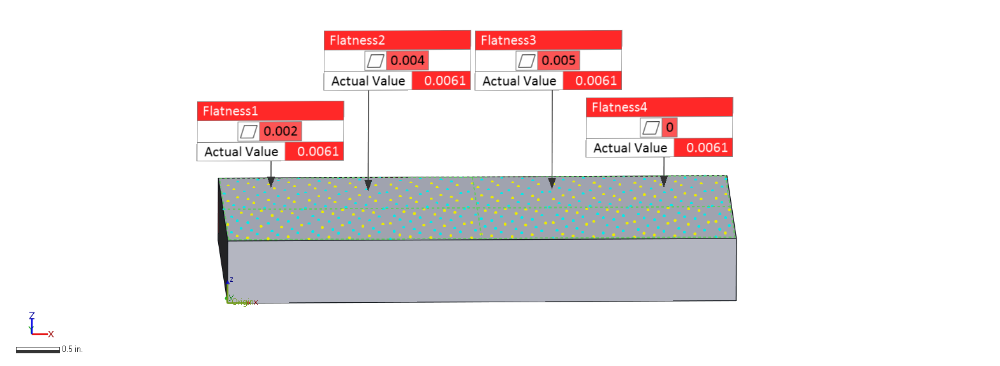 Flatness2
0.004
Actual Value 0.0061
Flatness3
0.005
Actual Value 0.0061
Flatness1
0.002
Actual Value 0.0061
Flatness4
0
Actual Value 0.0061
z
y
Origin x
Z
Y X
0.5 in.